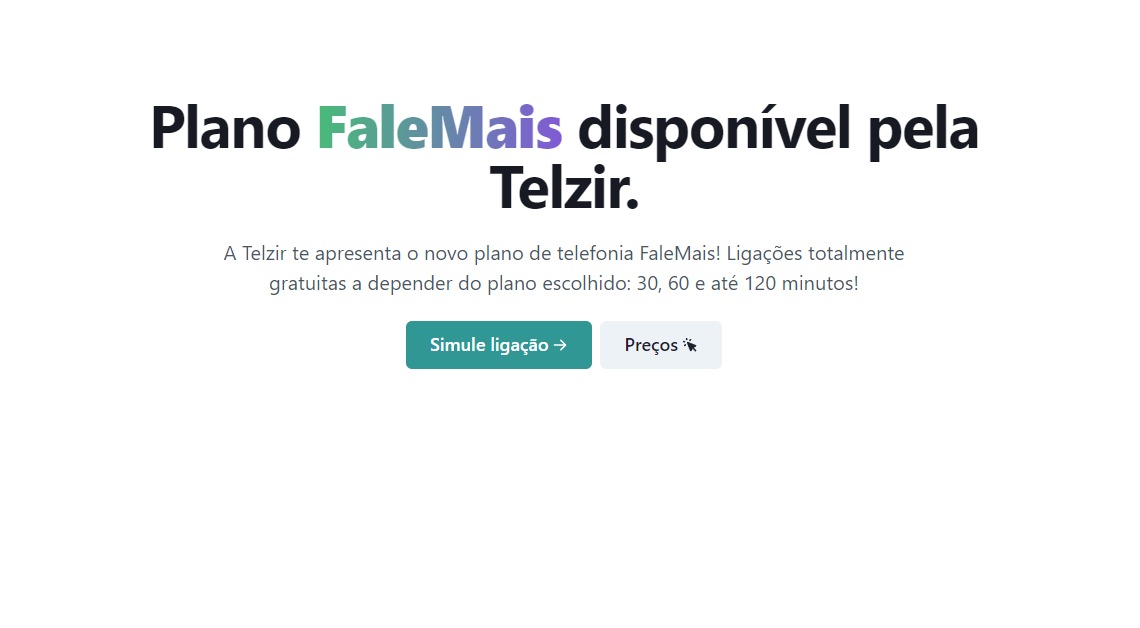 Plano FaleMais disponível pela
Telzir.
A Telzir te apresenta o novo plano de telefonia FaleMais! Ligações totalmente
gratuitas a depender do plano escolhido: 30, 60 e até 120 minutos!
Simule ligação →
Preços